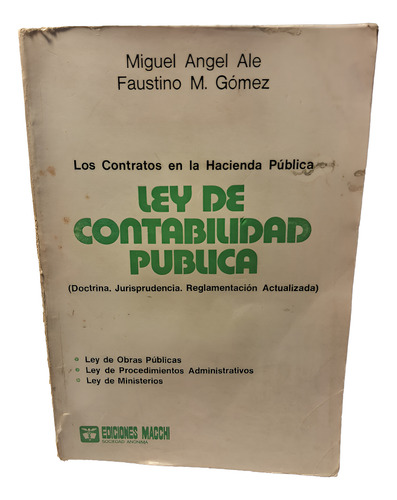 Miguel Angel Ale
Faustino M. Gómez
Los Contratos en la Hacienda Pública
LEY DE
CONTABILIDAD
PUBLICA
(Doctrina. Jurisprudencia. Reglamentación Actualizada)
Ley de Obras Públicas
Ley de Procedimientos Administrativos
Ley de Ministerios
EDICIONES MACCHI
SOCIEDAD ANONIMA